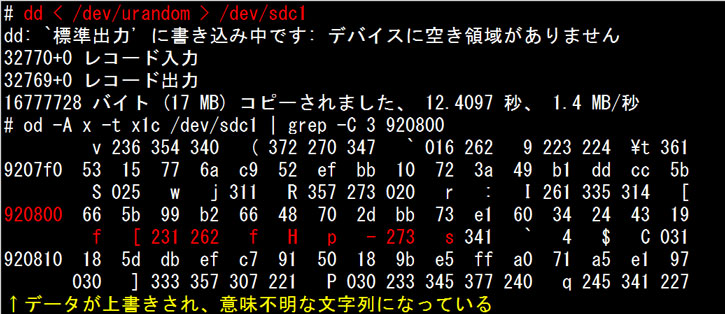 # dd < /dev/urandom > /dev/sdc1
dd: `標準出力' に書き込み中です: デバイスに空き領域がありません
32770+0 レコード入力
32769+0 レコード出力
16777728 バイト (17 MB) コピーされました、 12.4097 秒、 1.4 MB/秒
# od -A x -t x1c /dev/sdc1 | grep -C 3 920800
v 236 354 340 ( 372 270 347 ` 016 262 9 223 224 ¥t 361
9207f0 53 15 77 6a c9 52 ef bb 10 72 3a 49 b1 dd cc 5b
S 025 w j 311 R 357 273 020 r : I 261 335 314 [
920800 66 5b 99 b2 66 48 70 2d bb 73 e1 60 34 24 43 19
f [ 231 262 f H p - 273 s 341 ` 4 $ C 031
920810 18 5d db ef c7 91 50 18 9b e5 ff a0 71 a5 e1 97
030 ] 333 357 307 221 P 030 233 345 377 240 q 245 341 227
↑データが上書きされ、意味不明な文字列になっている